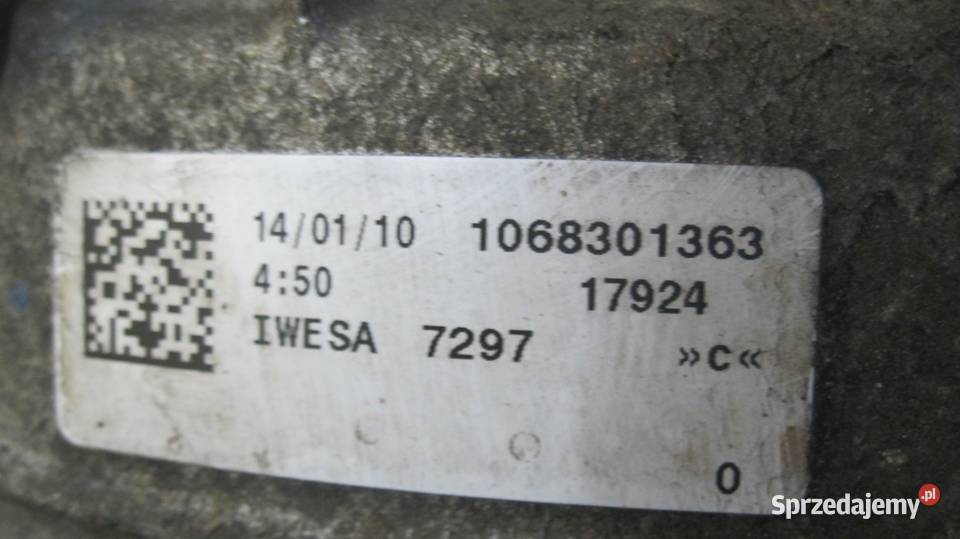 14/01/10 1068301363
4:50 17924
IWESA 7297 »C«
0
Sprzedajemy.pl